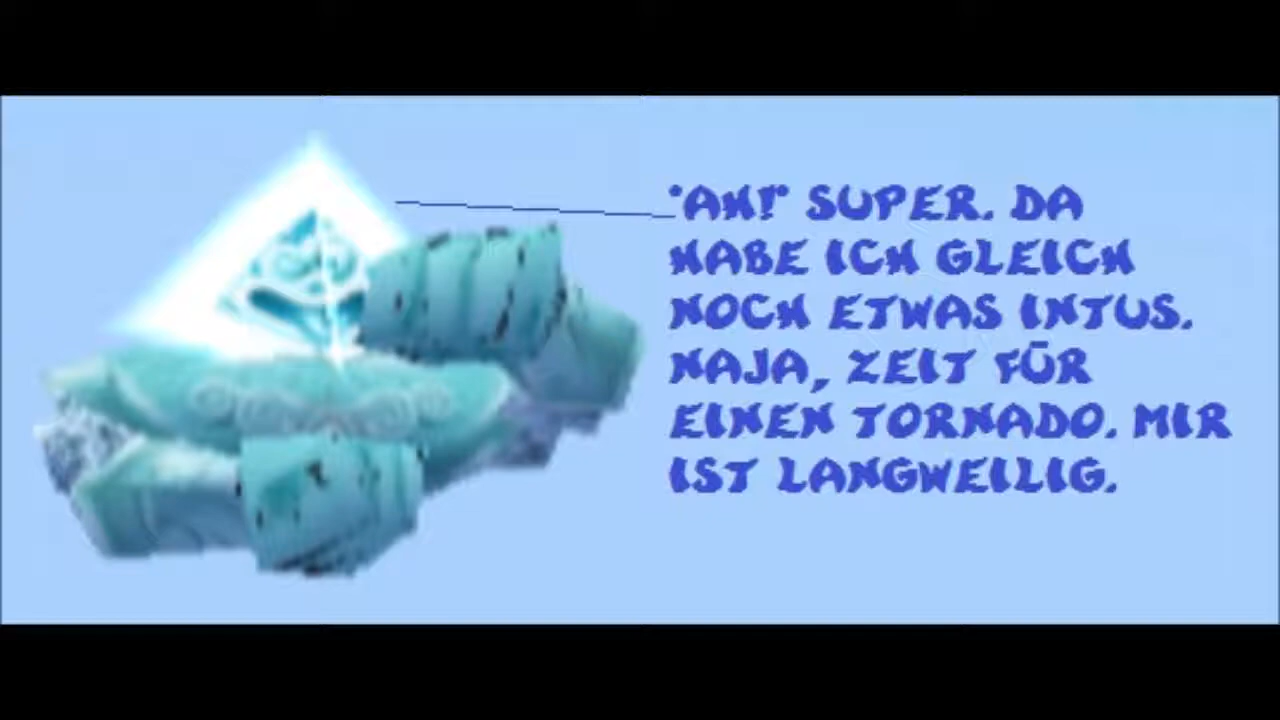 "AH!" SUPER. DA
HABE ICH GLEICH
NOCH ETWAS INTUS.
NAJA, ZEIT FÜR
EINEN TORNADO. MIR
IST LANGWEILIG.